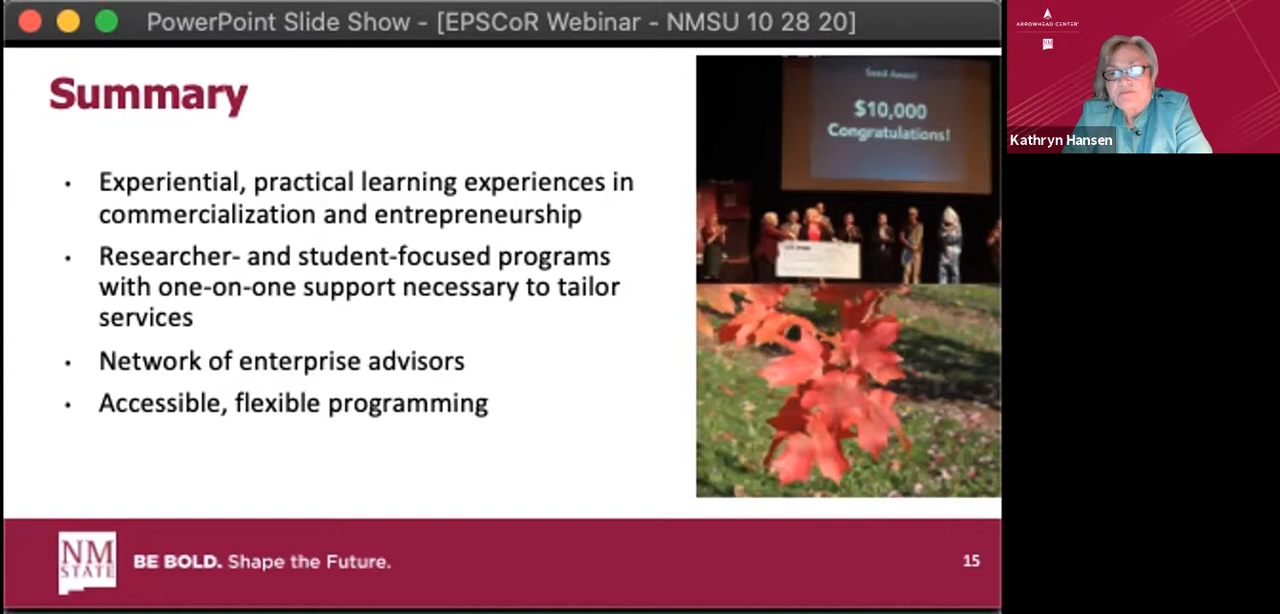 PowerPoint Slide Show - [EPSCoR Webinar - NMSU 10 28 20]
Summary
• Experiential, practical learning experiences in
commercialization and entrepreneurship
• Researcher- and student-focused programs
with one-on-one support necessary to tailor
services
• Network of enterprise advisors
• Accessible, flexible programming
Seed Award
$10,000
Congratulations!
NM
STATE
BE BOLD. Shape the Future.
15
ARROWHEAD CENTER
NM
Kathryn Hansen